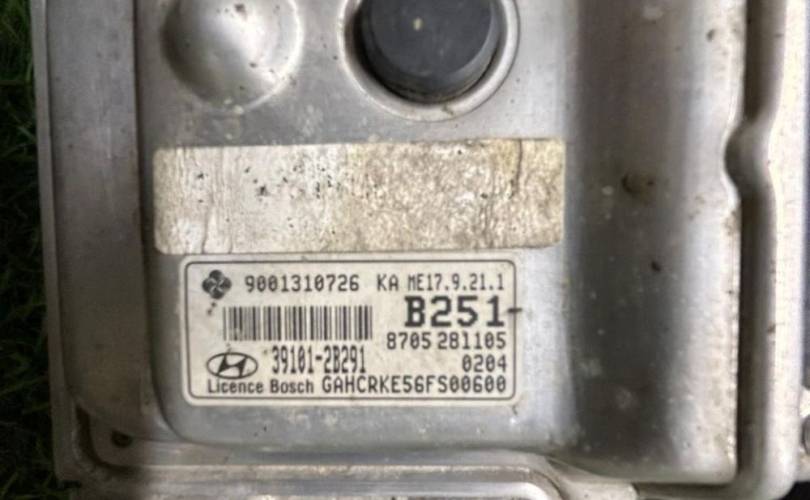 9001310726 KA ME17.9.21.1
B251
8705 281105
39101-2B291 0204
Licence Bosch GAHCRKE56FS00600